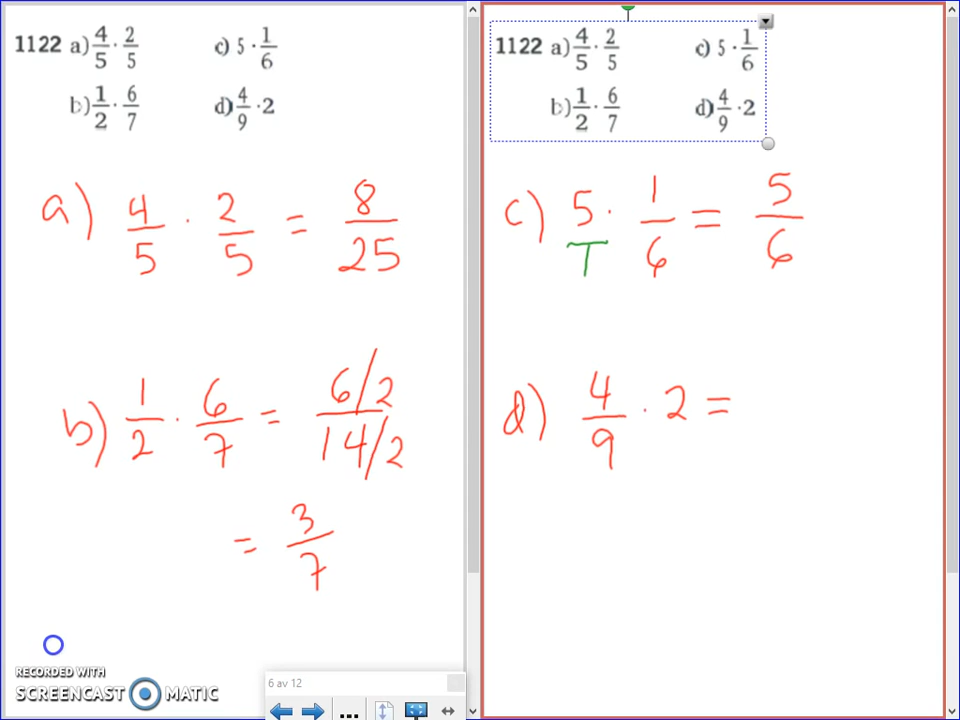 1122 a) 4/5 · 2/5 c) 5 · 1/6
b) 1/2 · 6/7 d) 4/9 · 2
a) 4/5 · 2/5 = 8/25
b) 1/2 · 6/7 = 6/2 / 14/2
= 3/7
RECORDED WITH
SCREENCAST MATIC
6 av 12
1122 a) 4/5 · 2/5 c) 5 · 1/6
b) 1/2 · 6/7 d) 4/9 · 2
c) 5/1 · 1/6 = 5/6
d) 4/9 · 2 =